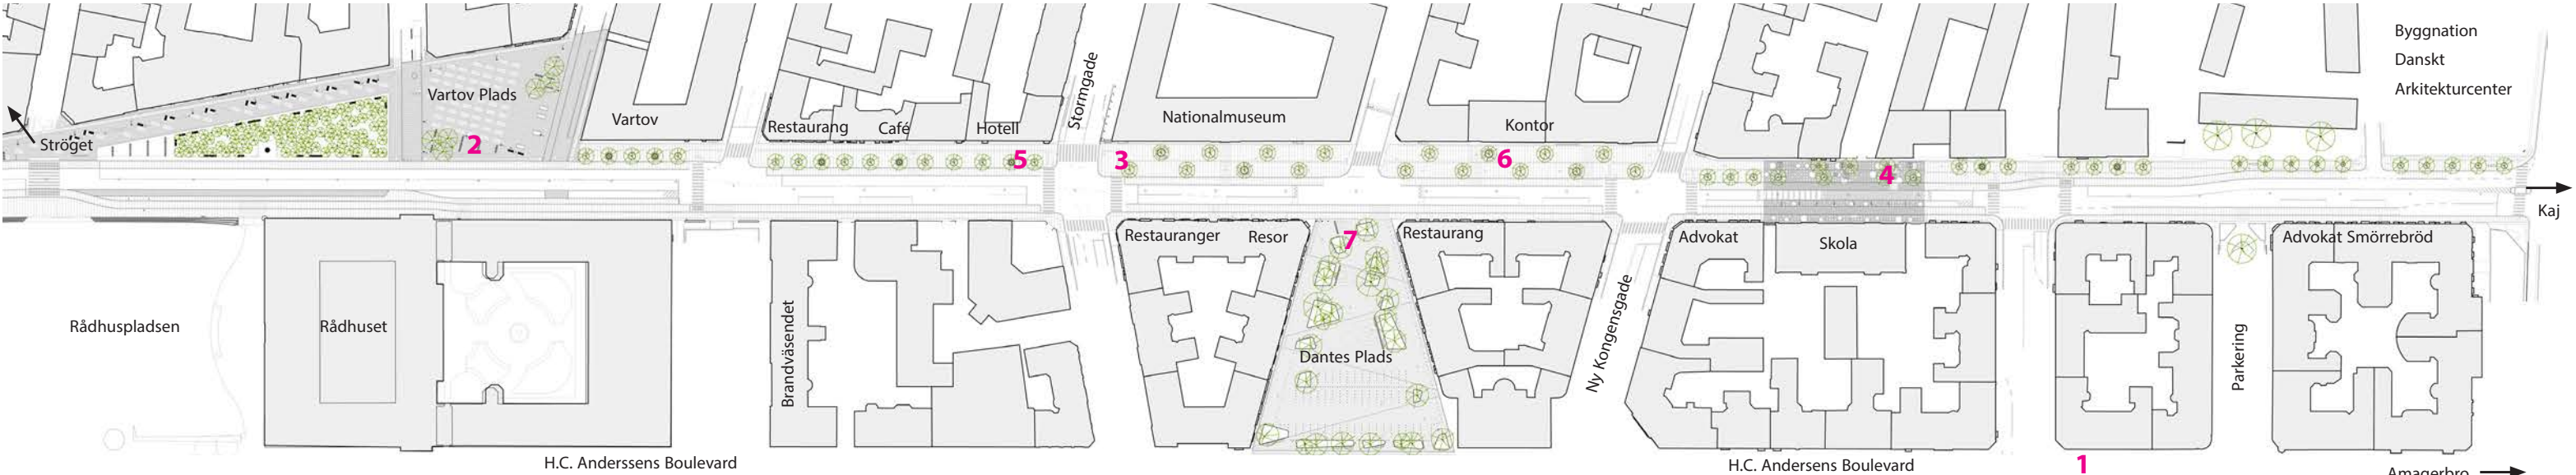 Byggnation
Danskt
Arkitekturcenter
Vartov Plads
2
Ströget
Vartov
Restaurang
Café
Hotell
5
Stormgade
3
Nationalmuseum
Kontor
6
4
Kaj
Restauranger
Resor
7
Restaurang
Advokat
Skola
Advokat Smörrebröd
Rådhuspladsen
Rådhuset
Brandväsendet
Dantes Plads
Ny Kongensgade
Parkering
H.C. Anderssens Boulevard
H.C. Andersens Boulevard
1
Amagerbro